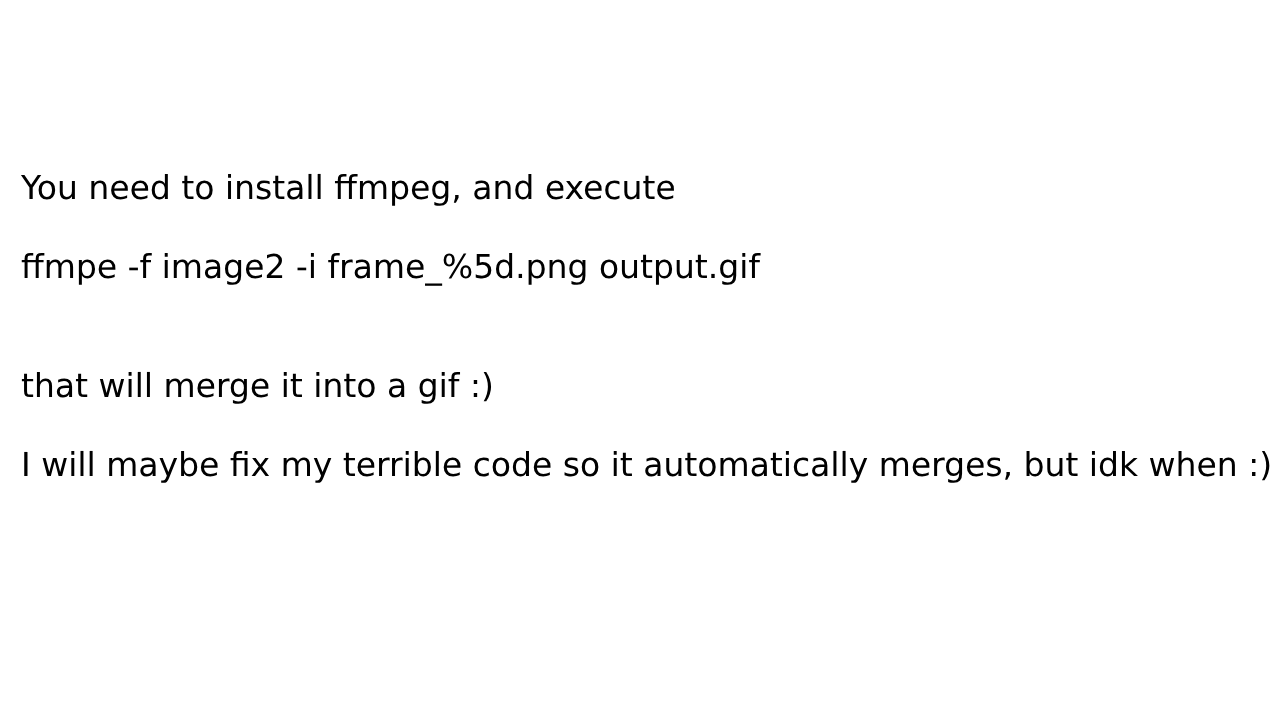 You need to install ffmpeg, and execute
ffmpe -f image2 -i frame_%5d.png output.gif
that will merge it into a gif :)
I will maybe fix my terrible code so it automatically merges, but idk when :)